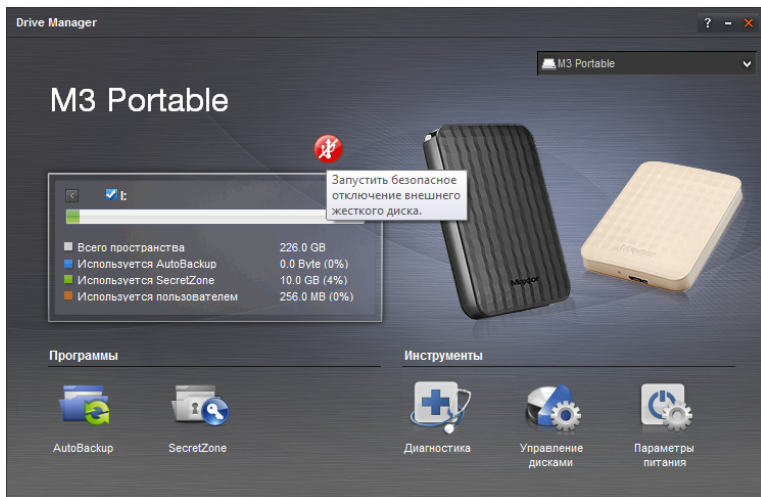 Drive Manager
? – ×
M3 Portable
M3 Portable
Запустить безопасное
отключение внешнего
жесткого диска.
I:
Всего пространства 226.0 GB
Используется AutoBackup 0.0 Byte (0%)
Используется SecretZone 10.0 GB (4%)
Используется пользователем 256.0 MB (0%)
Maxtor
Maxtor
Программы
Инструменты
AutoBackup
SecretZone
Диагностика
Управление
дисками
Параметры
питания